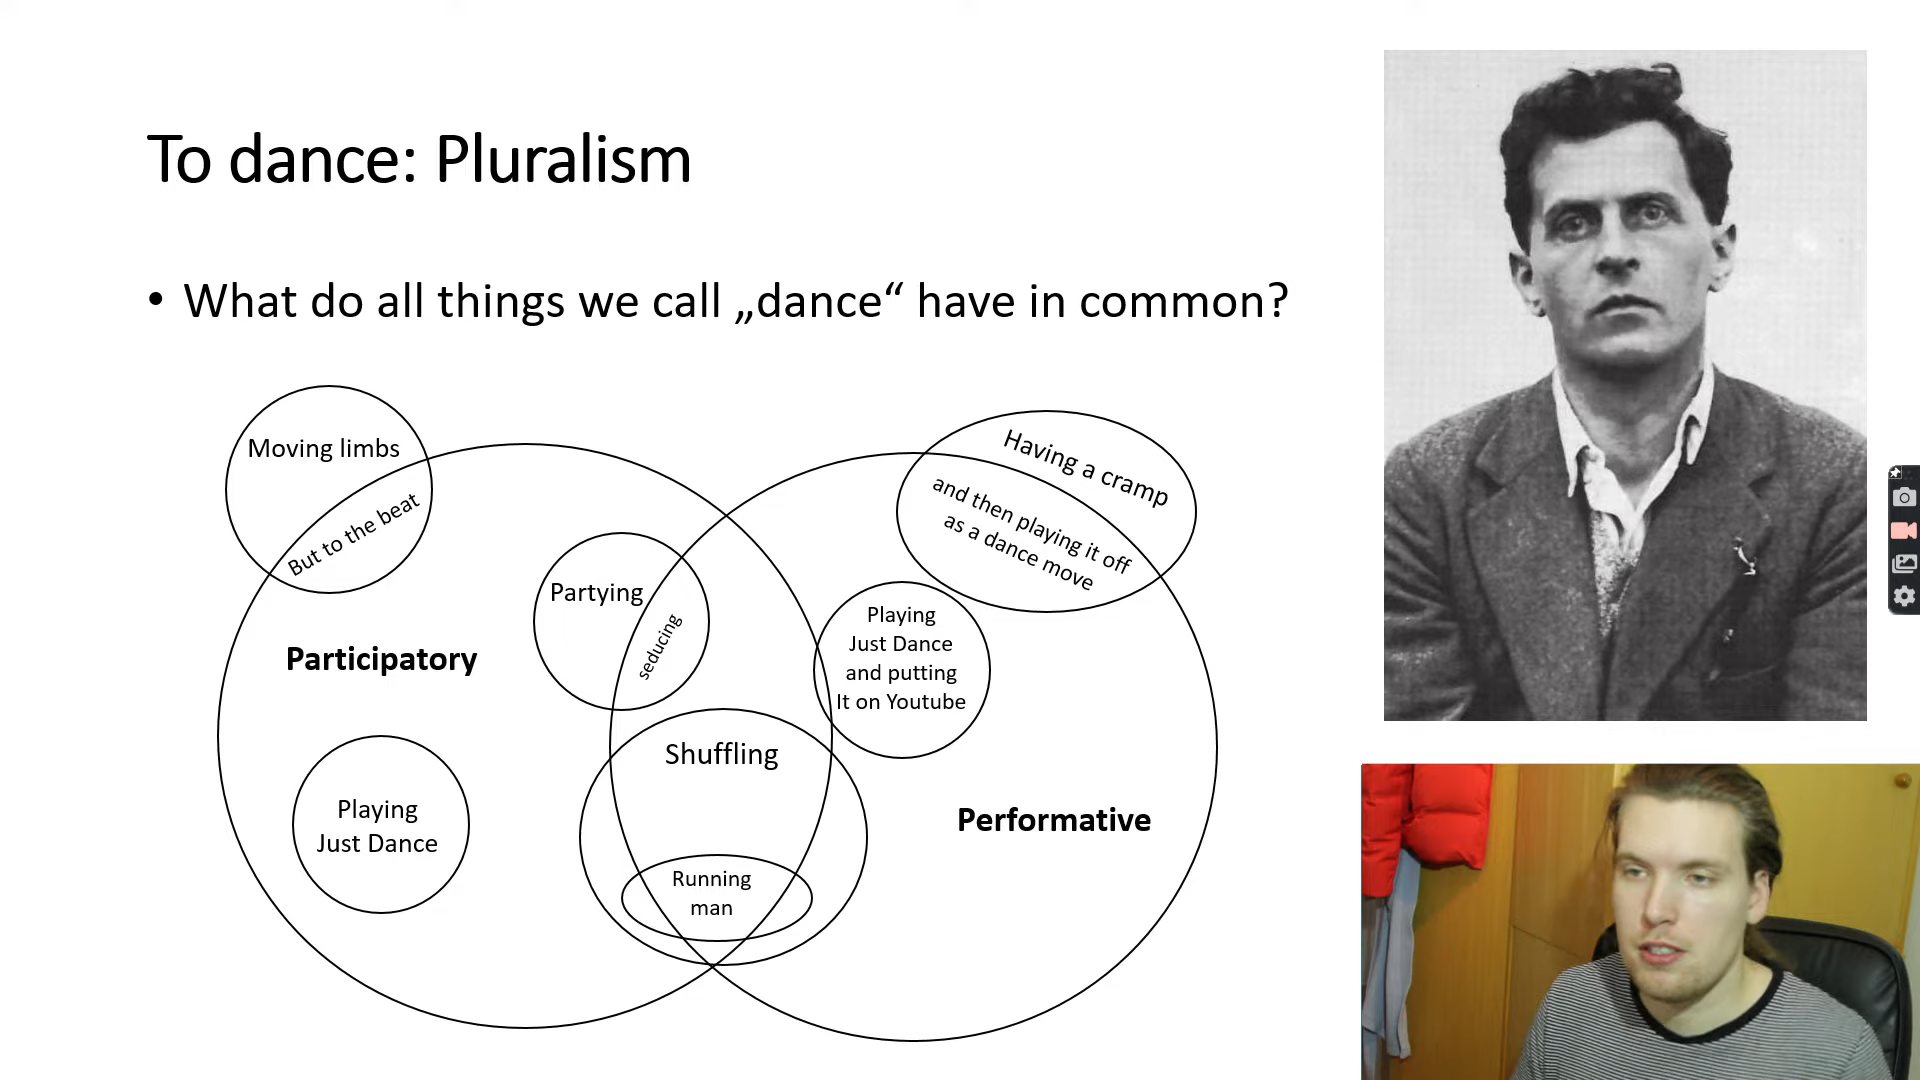 To dance: Pluralism
• What do all things we call „dance“ have in common?
Moving limbs
But to the beat
Having a cramp
and then playing it off
as a dance move
Partying
seducing
Playing
Just Dance
and putting
It on Youtube
Participatory
Shuffling
Playing
Just Dance
Performative
Running
man